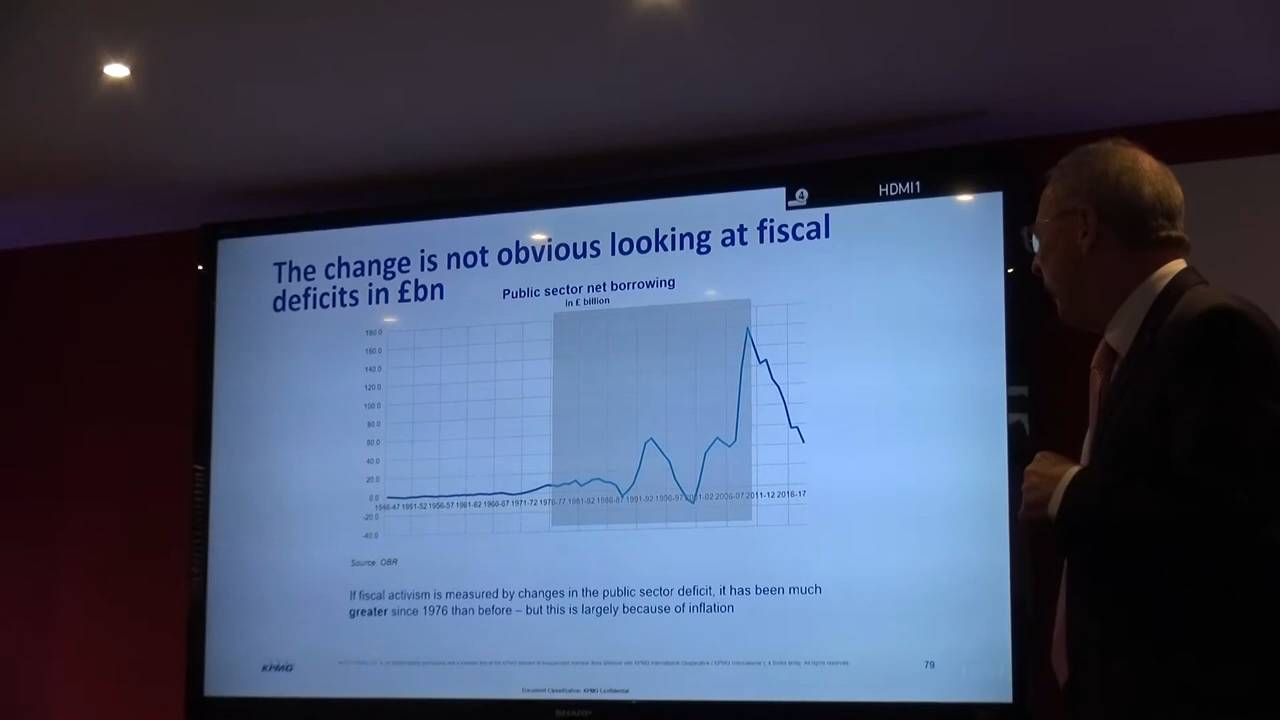 4
HDMI1
The change is not obvious looking at fiscal
deficits in £bn
Public sector net borrowing
In £ billion
180.0
160.0
140.0
120.0
100.0
80.0
60.0
40.0
20.0
0.0
1946-47 1951-52 1956-57 1961-62 1966-67 1971-72 1976-77 1981-82 1986-87 1991-92 1996-97 2001-02 2006-07 2011-12 2016-17
-20.0
-40.0
Source OBR
If fiscal activism is measured by changes in the public sector deficit, it has been much
greater since 1976 than before – but this is largely because of inflation
KPMG
79
Document Classification: KPMG Confidential
SHARP